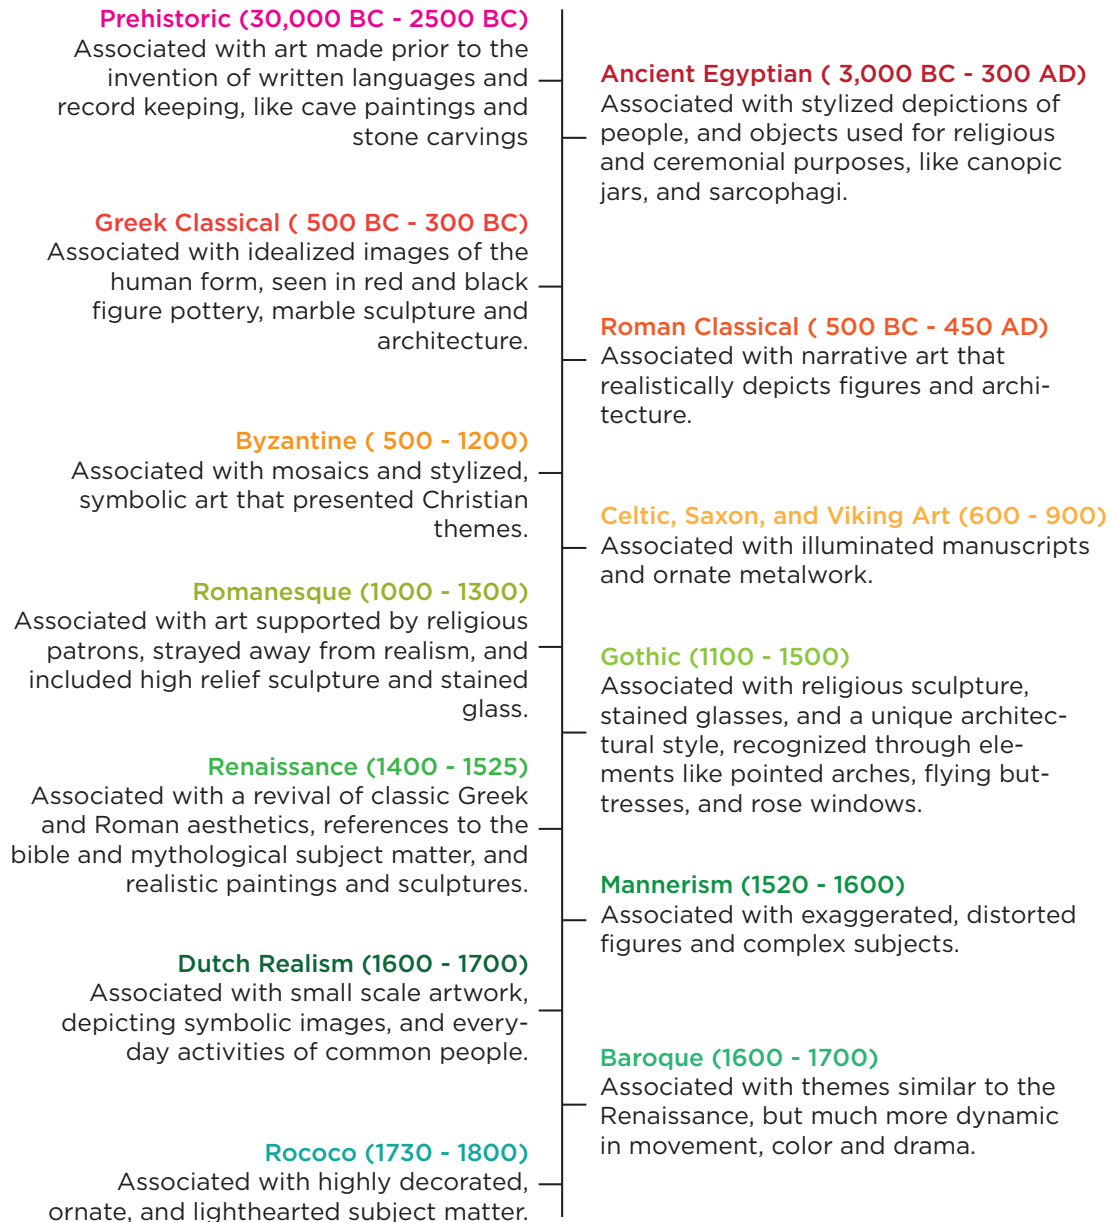 Prehistoric (30,000 BC - 2500 BC)
Associated with art made prior to the
invention of written languages and
record keeping, like cave paintings and
stone carvings
Ancient Egyptian ( 3,000 BC - 300 AD)
Associated with stylized depictions of
people, and objects used for religious
and ceremonial purposes, like canopic
jars, and sarcophagi.
Greek Classical ( 500 BC - 300 BC)
Associated with idealized images of the
human form, seen in red and black
figure pottery, marble sculpture and
architecture.
Roman Classical ( 500 BC - 450 AD)
Associated with narrative art that
realistically depicts figures and archi-
tecture.
Byzantine ( 500 - 1200)
Associated with mosaics and stylized,
symbolic art that presented Christian
themes.
Celtic, Saxon, and Viking Art (600 - 900)
Associated with illuminated manuscripts
and ornate metalwork.
Romanesque (1000 - 1300)
Associated with art supported by religious
patrons, strayed away from realism, and
included high relief sculpture and stained
glass.
Gothic (1100 - 1500)
Associated with religious sculpture,
stained glasses, and a unique architec-
tural style, recognized through ele-
ments like pointed arches, flying but-
tresses, and rose windows.
Renaissance (1400 - 1525)
Associated with a revival of classic Greek
and Roman aesthetics, references to the
bible and mythological subject matter, and
realistic paintings and sculptures.
Mannerism (1520 - 1600)
Associated with exaggerated, distorted
figures and complex subjects.
Dutch Realism (1600 - 1700)
Associated with small scale artwork,
depicting symbolic images, and every-
day activities of common people.
Baroque (1600 - 1700)
Associated with themes similar to the
Renaissance, but much more dynamic
in movement, color and drama.
Rococo (1730 - 1800)
Associated with highly decorated,
ornate, and lighthearted subject matter.